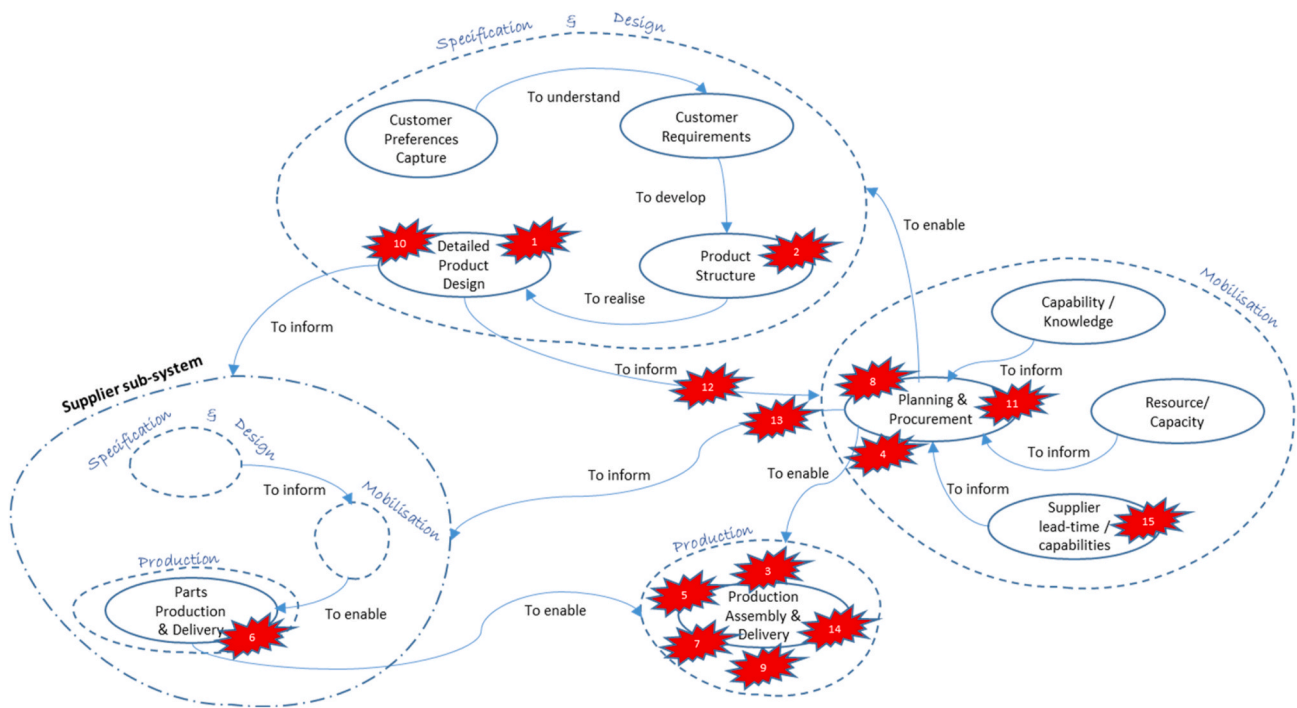 Specification & Design
To understand
Customer
Preferences
Capture
Customer
Requirements
To develop
To enable
10
1
Detailed
Product
Design
2
Product
Structure
To realise
Mobilisation
Capability /
Knowledge
To inform
To inform
To inform
12
8
Planning &
Procurement
11
13
4
Resource/
Capacity
To inform
To inform
Supplier
lead-time /
capabilities
15
To enable
Supplier sub-system
Specification & Design
To inform
Mobilisation
To inform
Production
Parts
Production
& Delivery
6
To enable
To enable
Production
3
5
Production
Assembly &
Delivery
7
14
9